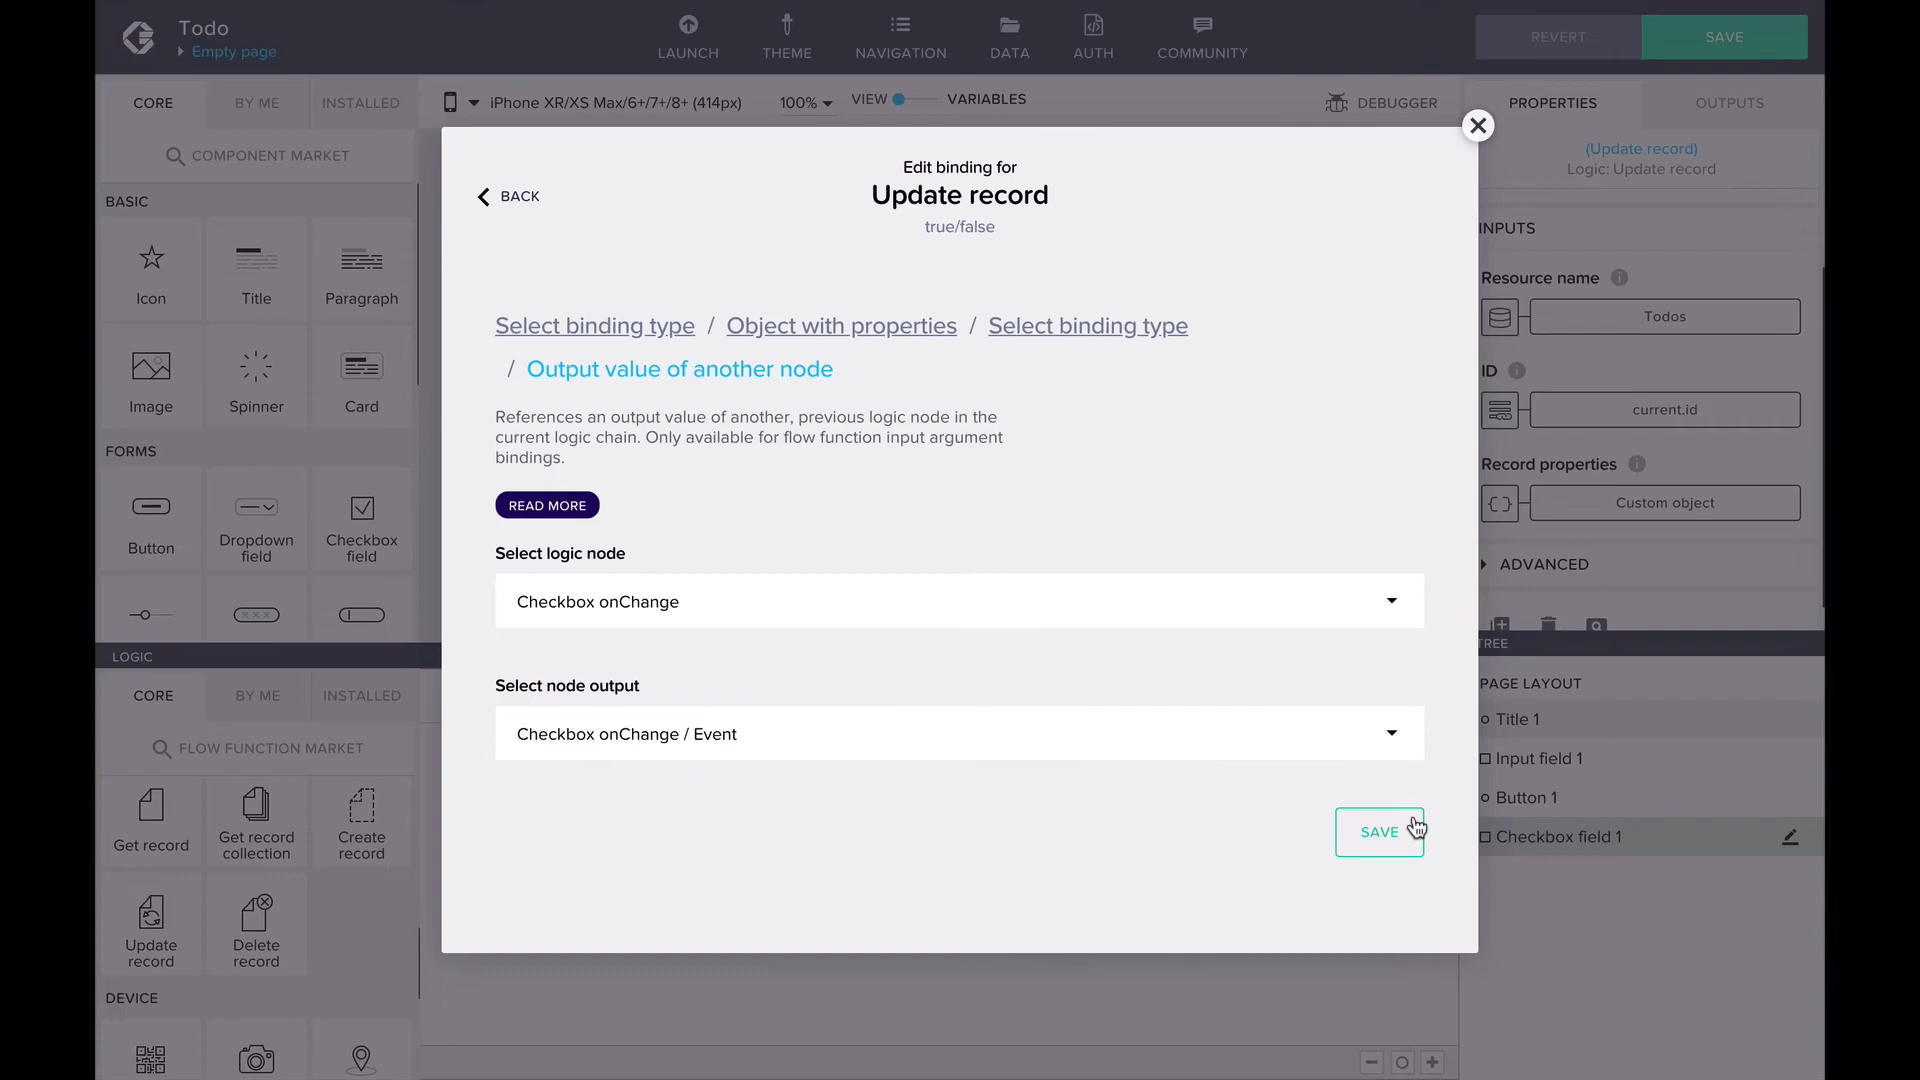 Todo
Empty page
LAUNCH
THEME
NAVIGATION
DATA
AUTH
COMMUNITY
REVERT
SAVE
CORE
BY ME
INSTALLED
iPhone XR/XS Max/6+/7+/8+ (414px)
100%
VIEW
VARIABLES
DEBUGGER
PROPERTIES
OUTPUTS
COMPONENT MARKET
BASIC
Icon
Title
Paragraph
Image
Spinner
Card
FORMS
Button
Dropdown
field
Checkbox
field
LOGIC
CORE
BY ME
INSTALLED
FLOW FUNCTION MARKET
Get record
Get record
collection
Create
record
Update
record
Delete
record
DEVICE
BACK
Edit binding for
Update record
true/false
Select binding type / Object with properties / Select binding type
/ Output value of another node
References an output value of another, previous logic node in the
current logic chain. Only available for flow function input argument
bindings.
READ MORE
Select logic node
Checkbox onChange
Select node output
Checkbox onChange / Event
SAVE
(Update record)
Logic: Update record
INPUTS
Resource name
Todos
ID
current.id
Record properties
Custom object
ADVANCED
TREE
PAGE LAYOUT
Title 1
Input field 1
Button 1
Checkbox field 1